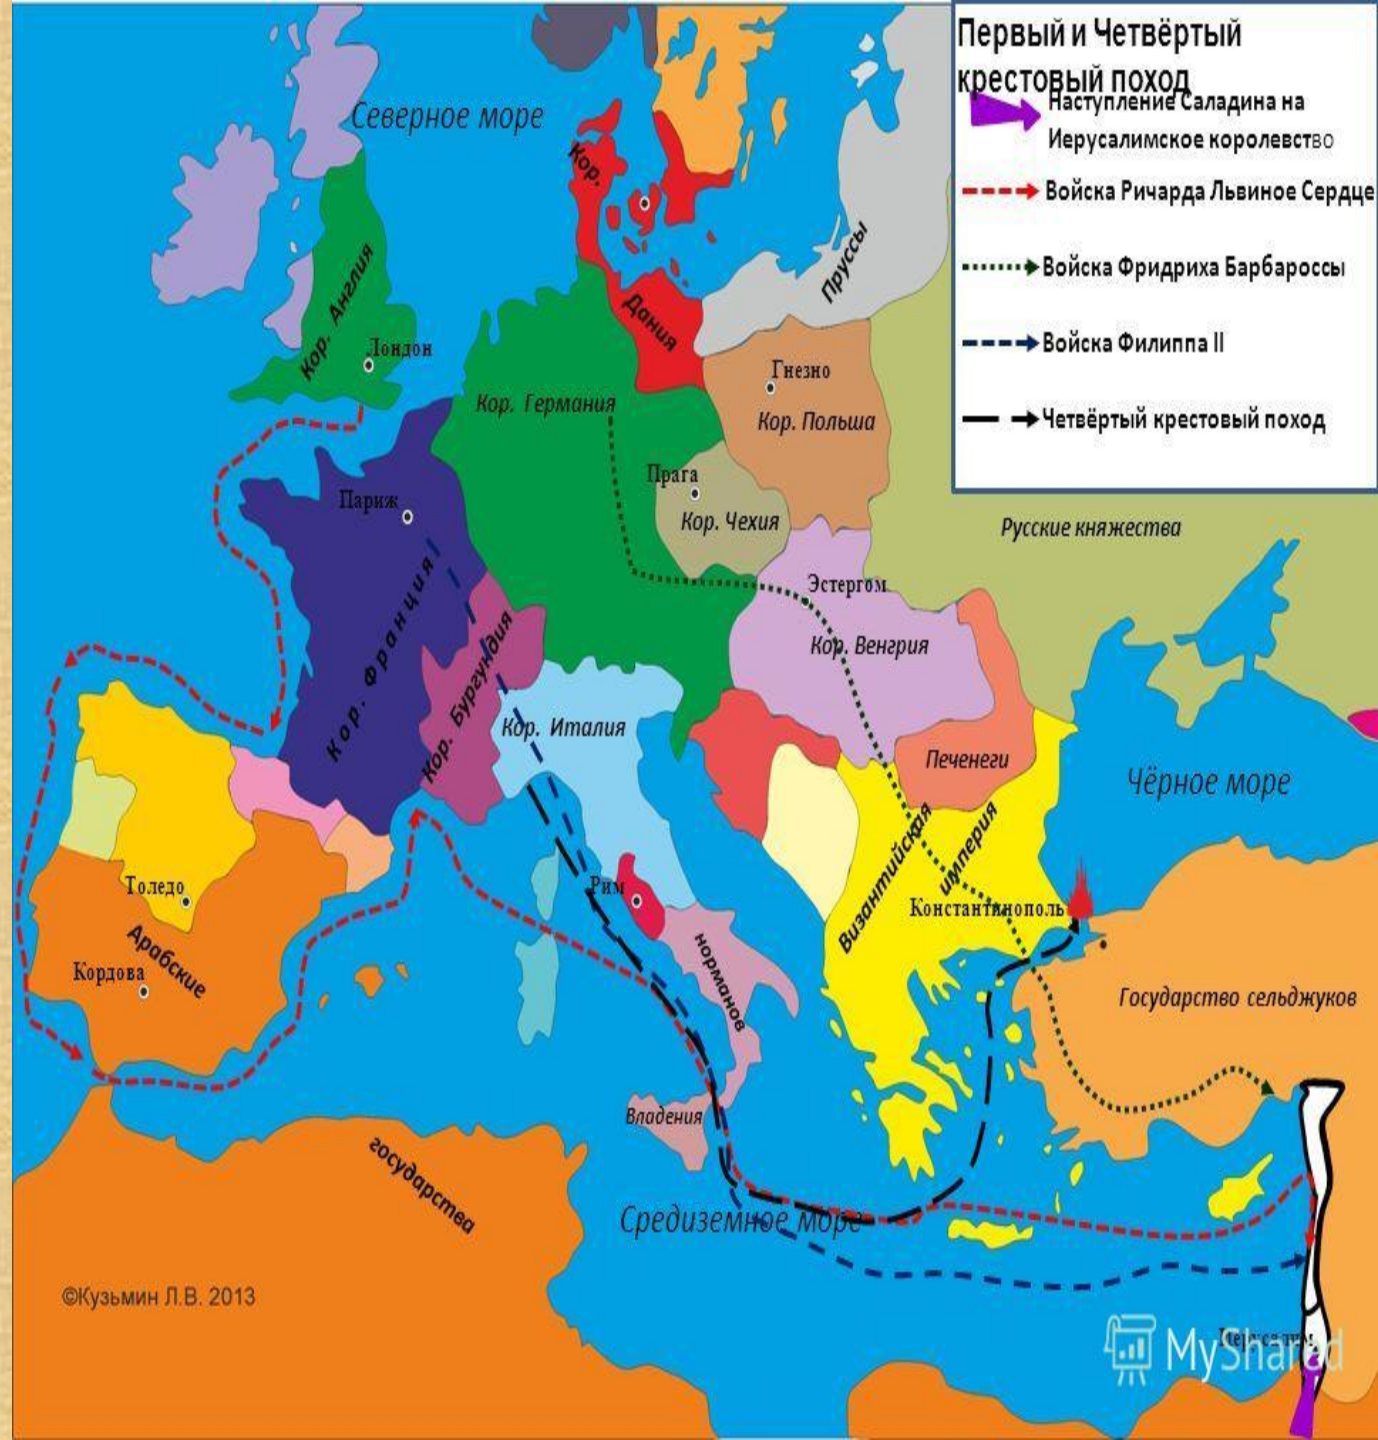 Первый и Четвёртый
крестовый поход
Наступление Саладина на
Иерусалимское королевство
Войска Ричарда Львиное Сердце
Войска Фридриха Барбароссы
Войска Филиппа II
Четвёртый крестовый поход
Северное море
Кор.
Дания
Пруссы
Кор. Англия
Лондон
Кор. Германия
Гнезно
Кор. Польша
Прага
Кор. Чехия
Русские княжества
Париж
Кор. Франция
Эстергом
Кор. Венгрия
Кор. Бургундия
Кор. Италия
Печенеги
Чёрное море
Византийская
империя
Константинополь
Толедо
Рим
Арабские
Кордова
норманов
Государство сельджуков
Владения
государства
Средиземное море
©Кузьмин Л.В. 2013
Иерусалим
MyShared